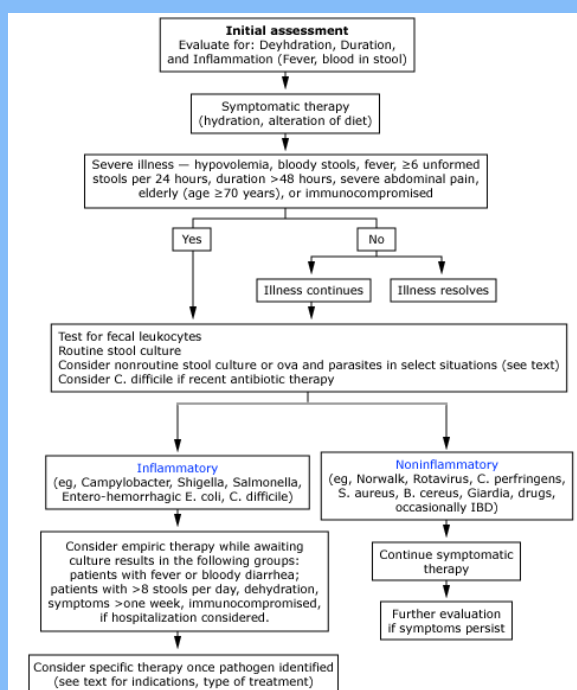 Initial assessment
Evaluate for: Deyhdration, Duration,
and Inflammation (Fever, blood in stool)
Symptomatic therapy
(hydration, alteration of diet)
Severe illness — hypovolemia, bloody stools, fever, ≥6 unformed
stools per 24 hours, duration >48 hours, severe abdominal pain,
elderly (age ≥70 years), or immunocompromised
Yes
No
Illness continues
Illness resolves
Test for fecal leukocytes
Routine stool culture
Consider nonroutine stool culture or ova and parasites in select situations (see text)
Consider C. difficile if recent antibiotic therapy
Inflammatory
(eg, Campylobacter, Shigella, Salmonella,
Entero-hemorrhagic E. coli, C. difficile)
Noninflammatory
(eg, Norwalk, Rotavirus, C. perfringens,
S. aureus, B. cereus, Giardia, drugs,
occasionally IBD)
Consider empiric therapy while awaiting
culture results in the following groups:
patients with fever or bloody diarrhea;
patients with >8 stools per day, dehydration,
symptoms >one week, immunocompromised,
if hospitalization considered.
Continue symptomatic
therapy
Further evaluation
if symptoms persist
Consider specific therapy once pathogen identified
(see text for indications, type of treatment)